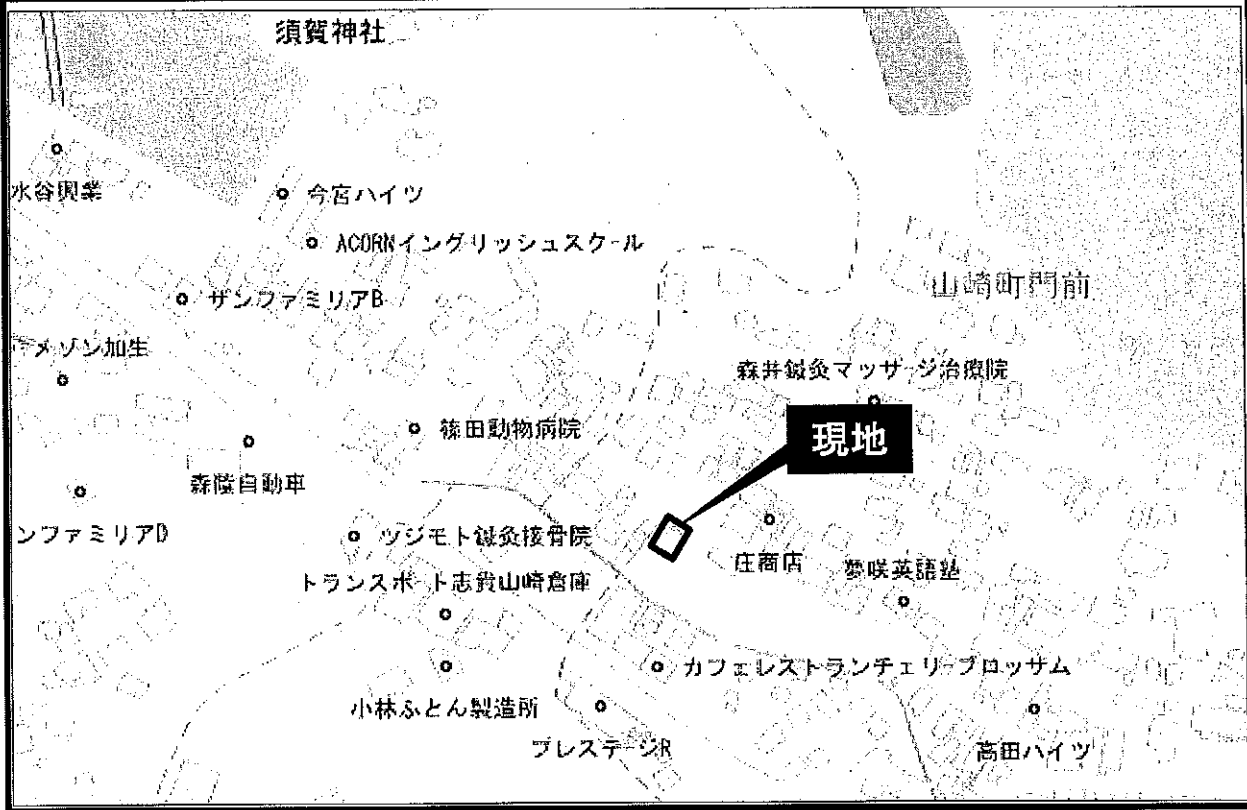 須賀神社
水谷興業
今宮ハイツ
ACORNイングリッシュスクール
サンファミリアB
山崎町門前
メゾン加生
森井鍼灸マッサージ治療院
篠田動物病院
現地
森陰自動車
ンファミリアD
ツジモト鍼灸接骨院
庄商店
夢咲英語塾
トランスポート志貴山崎倉庫
カフェレストランチェリーブロッサム
小林ふとん製造所
プレステージR
高田ハイツ